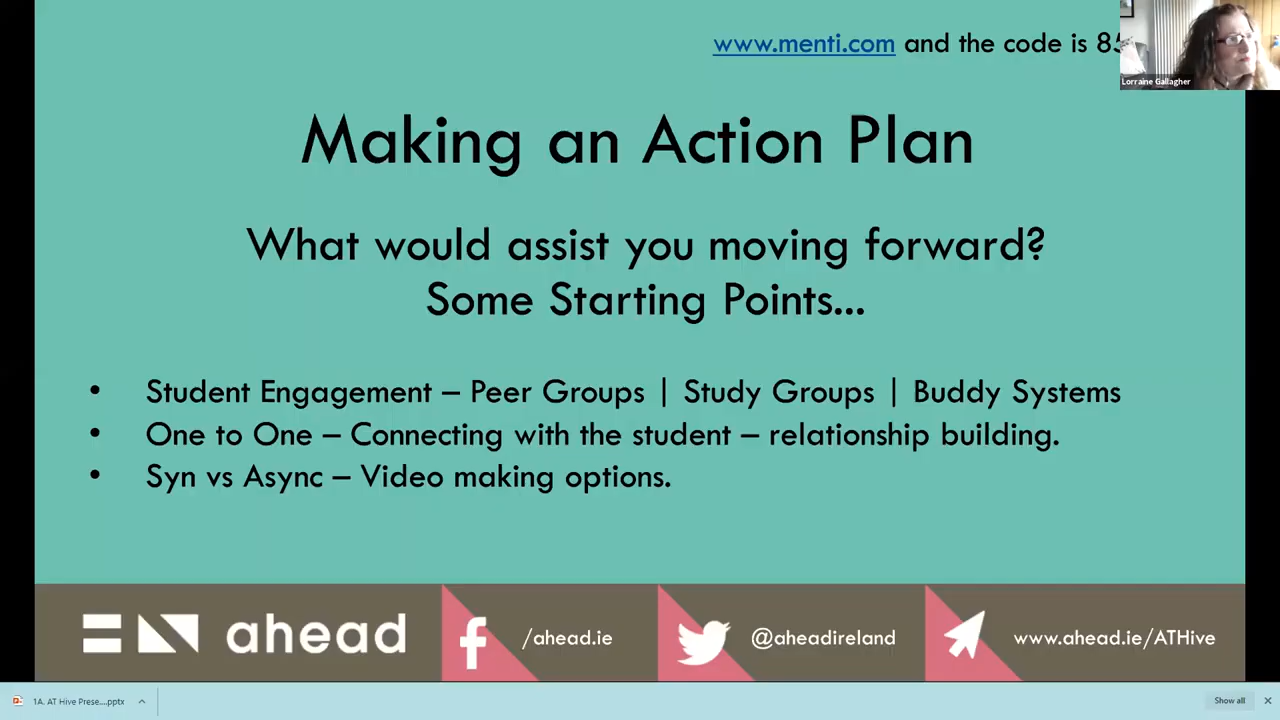 www.menti.com and the code is 85
Lorraine Gallagher
Making an Action Plan
What would assist you moving forward?
Some Starting Points...
• Student Engagement – Peer Groups | Study Groups | Buddy Systems
• One to One – Connecting with the student – relationship building.
• Syn vs Async – Video making options.
ahead
/ahead.ie
@aheadireland
www.ahead.ie/ATHive
1A. AT Hive Prese....pptx
Show all